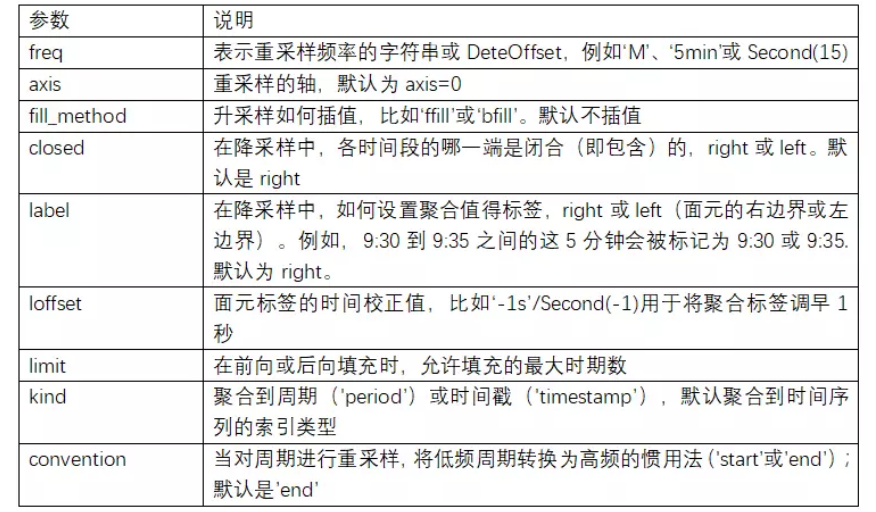 参数 说明
freq 表示重采样频率的字符串或 DeteOffset，例如‘M’、‘5min’或 Second(15)
axis 重采样的轴，默认为 axis=0
fill_method 升采样如何插值，比如‘ffill’或‘bfill’。默认不插值
closed 在降采样中，各时间段的哪一端是闭合（即包含）的，right 或 left。默
认是 right
label 在降采样中，如何设置聚合值得标签，right 或 left（面元的右边界或左
边界）。例如，9:30 到 9:35 之间的这 5 分钟会被标记为 9:30 或 9:35.
默认为 right。
loffset 面元标签的时间校正值，比如‘-1s’/Second(-1)用于将聚合标签调早 1
秒
limit 在前向或后向填充时，允许填充的最大时期数
kind 聚合到周期（'period'）或时间戳（'timestamp'），默认聚合到时间序
列的索引类型
convention 当对周期进行重采样，将低频周期转换为高频的惯用法（'start'或'end'）；
默认是'end'